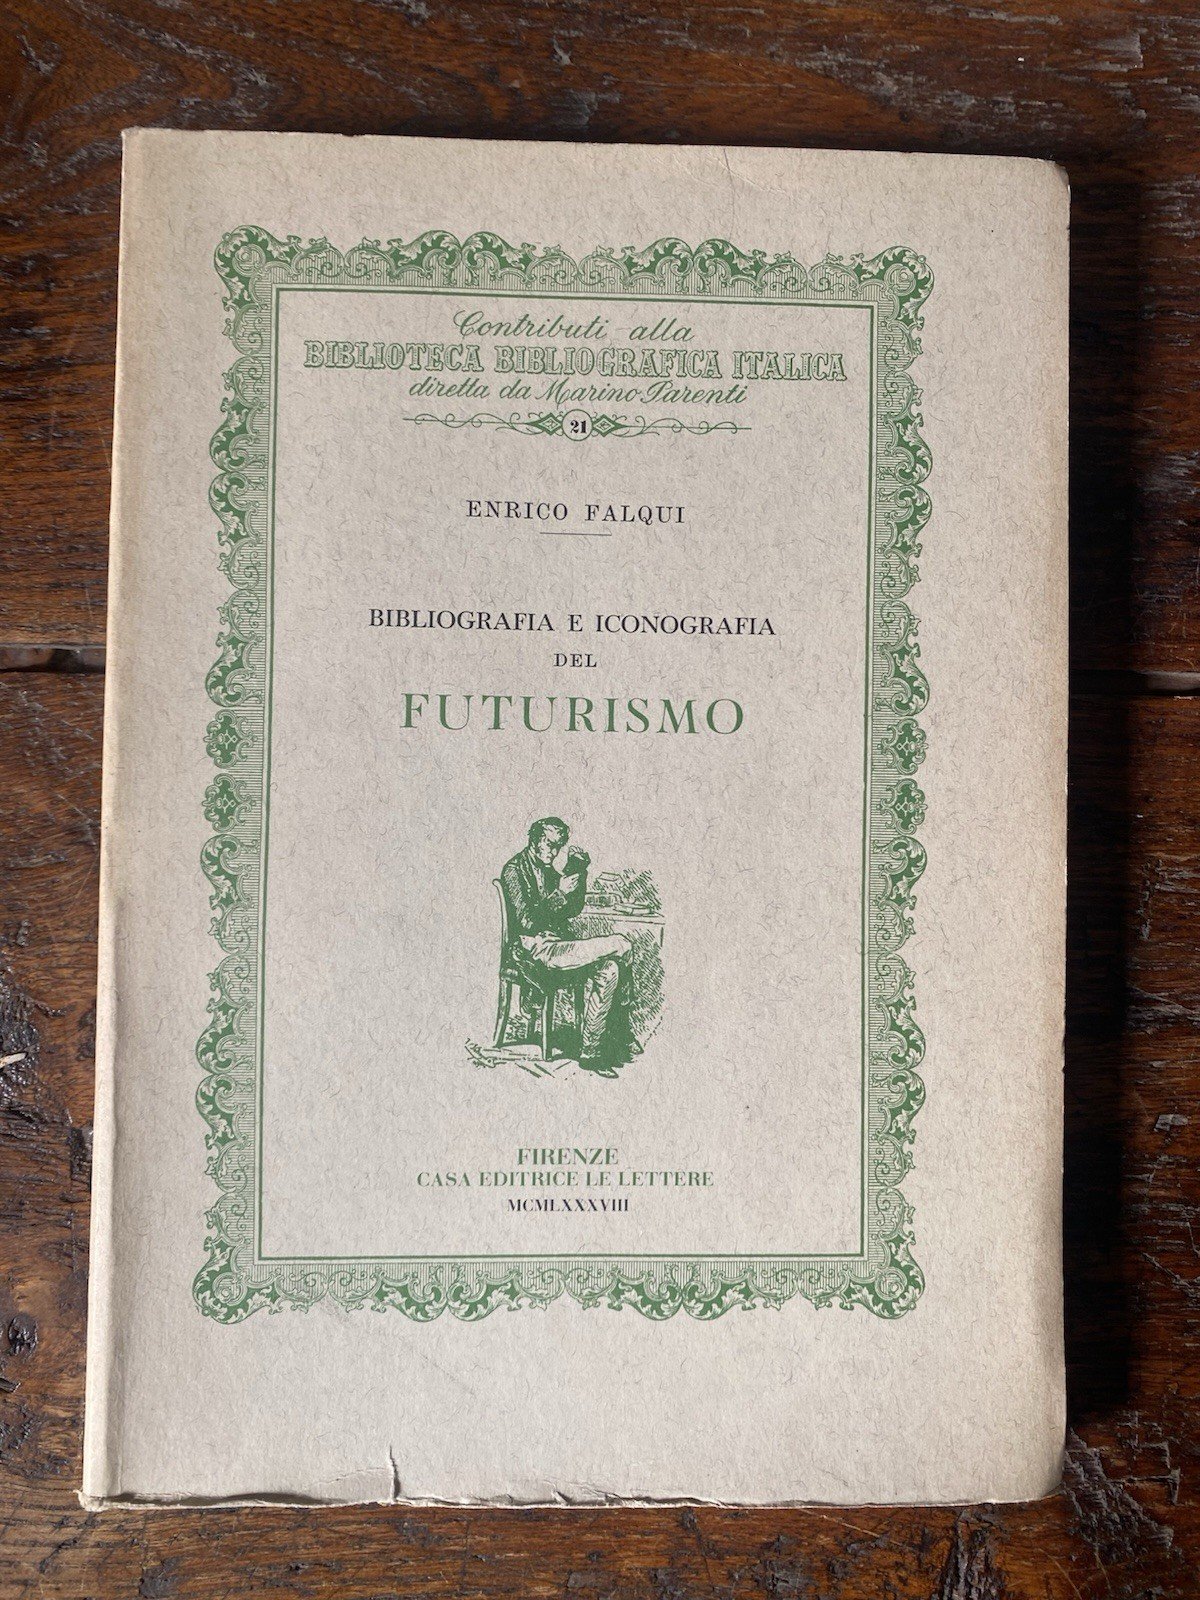 Contributi alla
BIBLIOTECA BIBLIOGRAFICA ITALICA
diretta da Marino Parenti
21
ENRICO FALQUI
BIBLIOGRAFIA E ICONOGRAFIA
DEL
FUTURISMO
FIRENZE
CASA EDITRICE LE LETTERE
MCMLXXXVIII